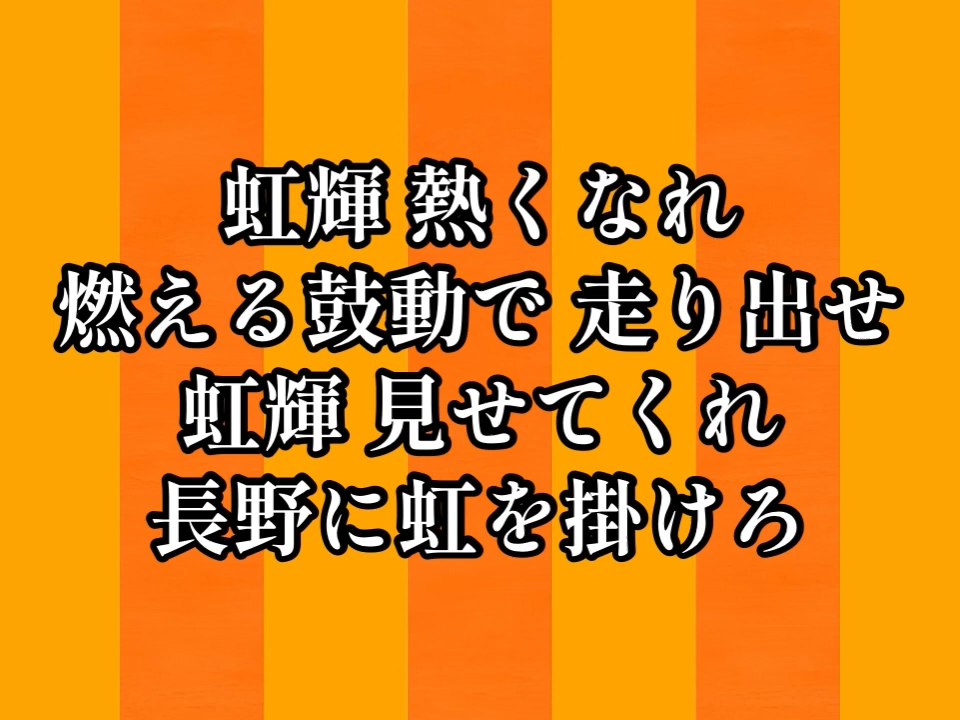 虹輝 熱くなれ
燃える鼓動で 走り出せ
虹輝 見せてくれ
長野に虹を掛けろ